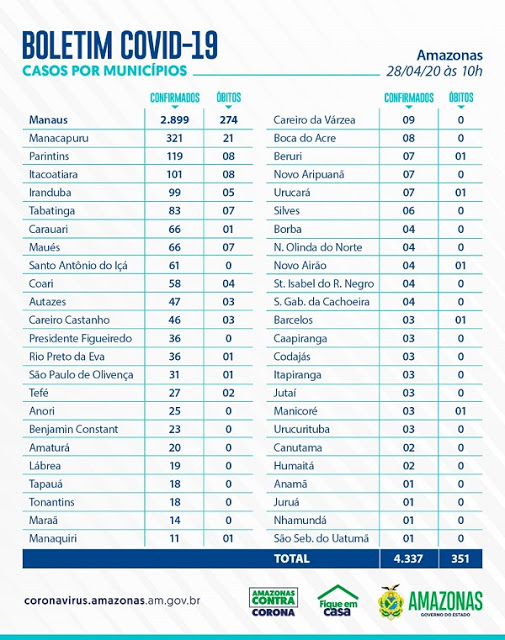 BOLETIM COVID-19
CASOS POR MUNICÍPIOS
Amazonas
28/04/20 às 10h
CONFIRMADOS ÓBITOS
Manaus 2.899 274
Manacapuru 321 21
Parintins 119 08
Itacoatiara 101 08
Iranduba 99 05
Tabatinga 83 07
Carauari 66 01
Maués 66 07
Santo Antônio do Içá 61 0
Coari 58 04
Autazes 47 03
Careiro Castanho 46 03
Presidente Figueiredo 36 0
Rio Preto da Eva 36 01
São Paulo de Olivença 31 01
Tefé 27 02
Anori 25 0
Benjamin Constant 23 0
Amaturá 20 0
Lábrea 19 0
Tapauá 18 0
Tonantins 18 0
Maraã 14 0
Manaquiri 11 01
CONFIRMADOS ÓBITOS
Careiro da Várzea 09 0
Boca do Acre 08 0
Beruri 07 01
Novo Aripuanã 07 0
Urucará 07 01
Silves 06 0
Borba 04 0
N. Olinda do Norte 04 0
Novo Airão 04 01
St. Isabel do R. Negro 04 0
S. Gab. da Cachoeira 04 0
Barcelos 03 01
Caapiranga 03 0
Codajás 03 0
Itapiranga 03 0
Jutaí 03 0
Manicoré 03 01
Urucurituba 03 0
Canutama 02 0
Humaitá 02 0
Anamã 01 0
Juruá 01 0
Nhamundá 01 0
São Seb. do Uatumã 01 0
TOTAL 4.337 351
coronavirus.amazonas.am.gov.br
AMAZONAS
CONTRA
CORONA
Fique em
casa
AMAZONAS
GOVERNO DO ESTADO